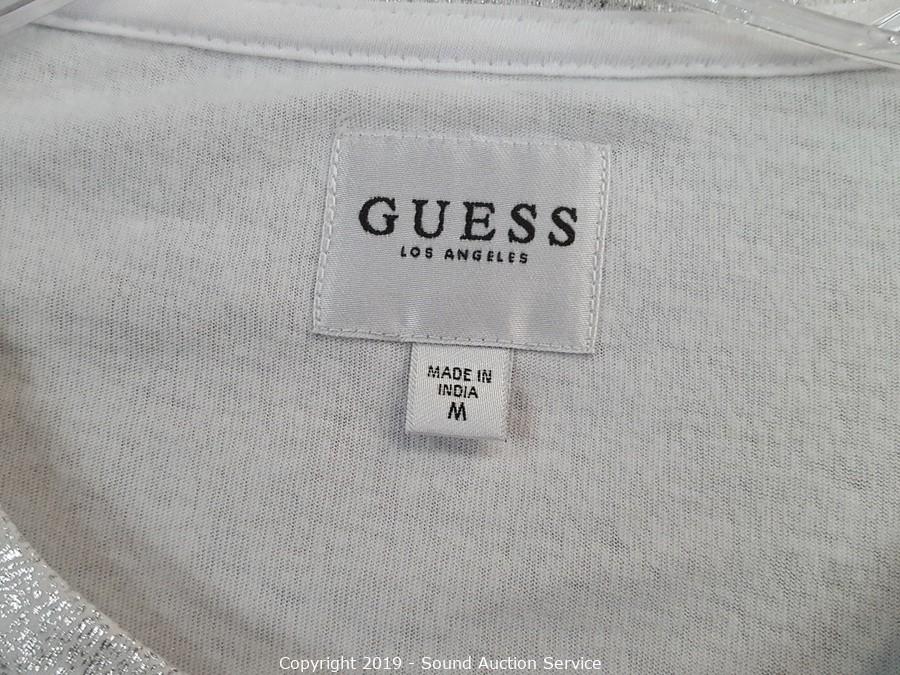 GUESS
LOS ANGELES
MADE IN
INDIA
M
Copyright 2019 - Sound Auction Service